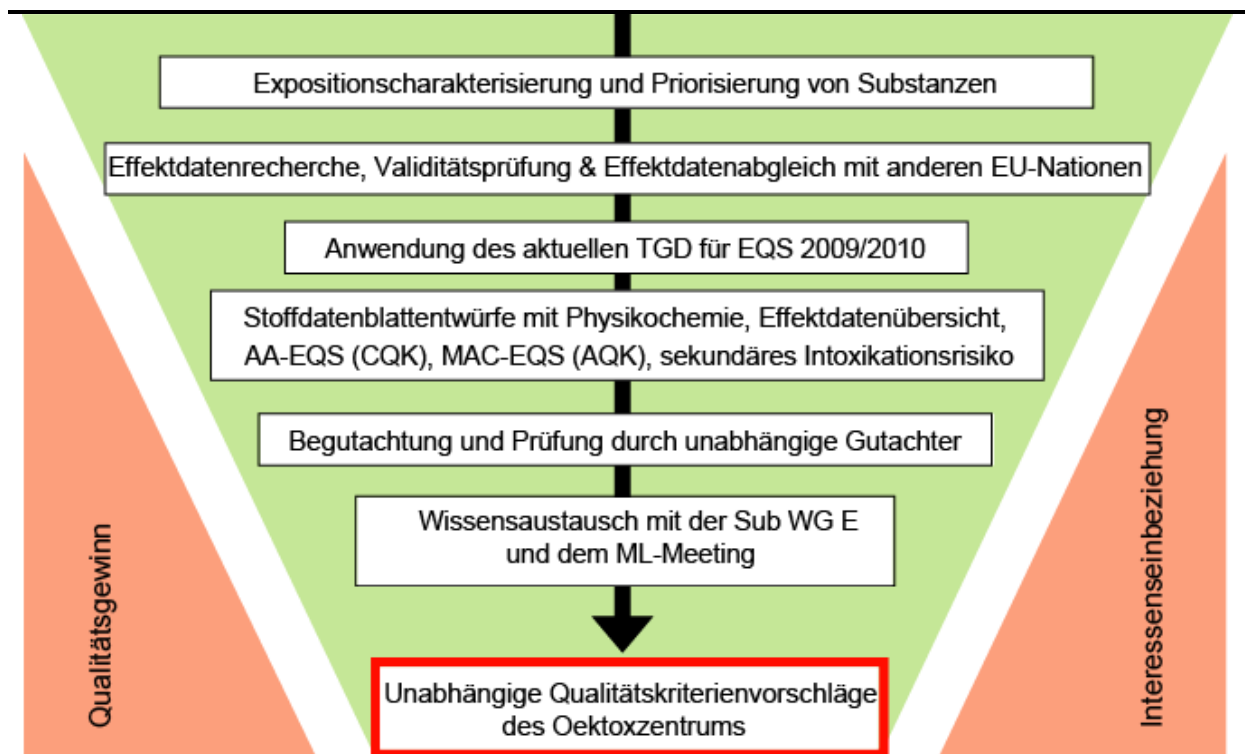 Expositionscharakterisierung und Priorisierung von Substanzen
Effektdatenrecherche, Validitätsprüfung & Effektdatenabgleich mit anderen EU-Nationen
Anwendung des aktuellen TGD für EQS 2009/2010
Stoffdatenblattentwürfe mit Physikochemie, Effektdatenübersicht,
AA-EQS (CQK), MAC-EQS (AQK), sekundäres Intoxikationsrisiko
Begutachtung und Prüfung durch unabhängige Gutachter
Wissensaustausch mit der Sub WG E
und dem ML-Meeting
Unabhängige Qualitätskriterienvorschläge
des Oektoxzentrums
Qualitätsgewinn
Interessenseinbeziehung